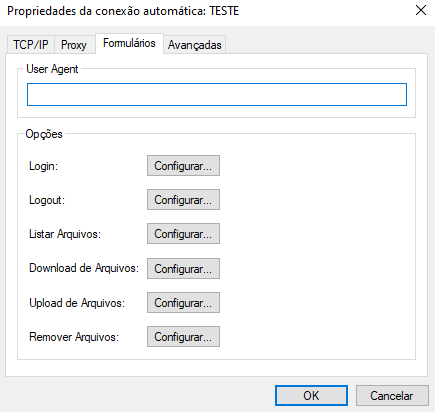 Propriedades da conexão automática: TESTE
TCP/IP Proxy Formulários Avançadas
User Agent
Opções
Login: Configurar...
Logout: Configurar...
Listar Arquivos: Configurar...
Download de Arquivos: Configurar...
Upload de Arquivos: Configurar...
Remover Arquivos: Configurar...
OK Cancelar